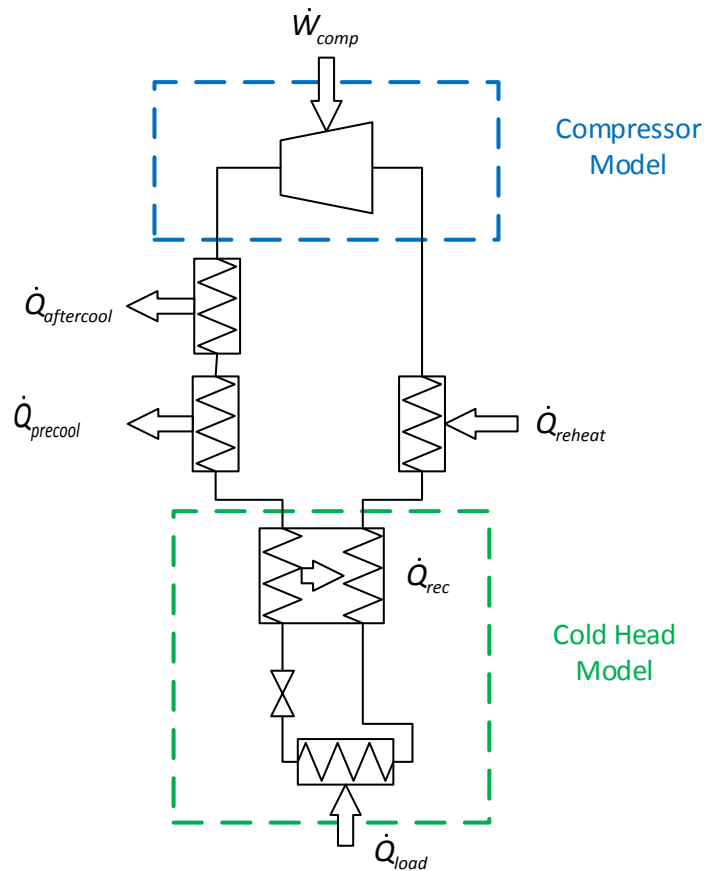 Ẇcomp
Compressor
Model
Q̇aftercool
Q̇precool
Q̇reheat
Q̇rec
Cold Head
Model
Q̇load